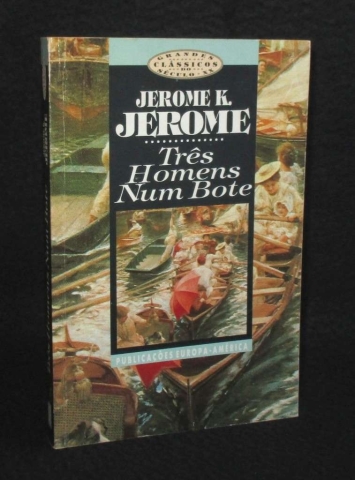 GRANDES
CLÁSSICOS
DO
SÉCULO XX
JEROME K.
JEROME
Três
Homens
Num Bote
PUBLICAÇÕES EUROPA-AMÉRICA